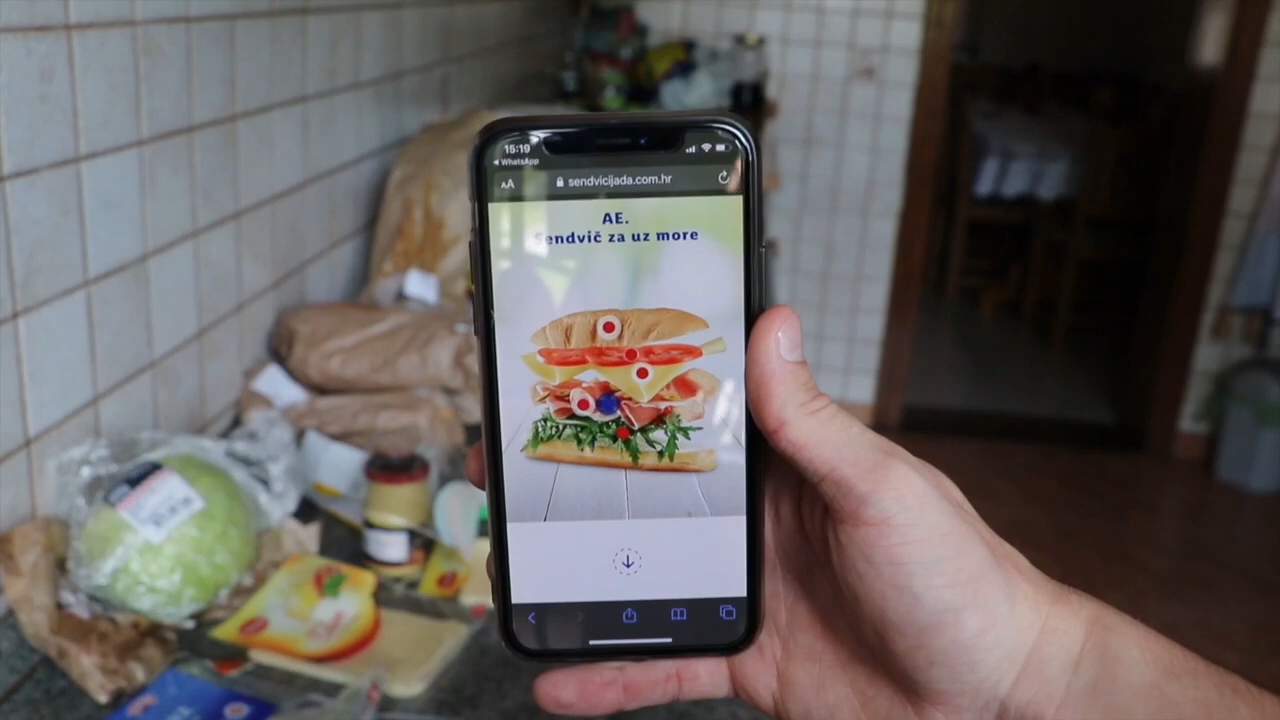 15:19
WhatsApp
AA
sendvicijada.com.hr
AE.
Sendvič za uz more